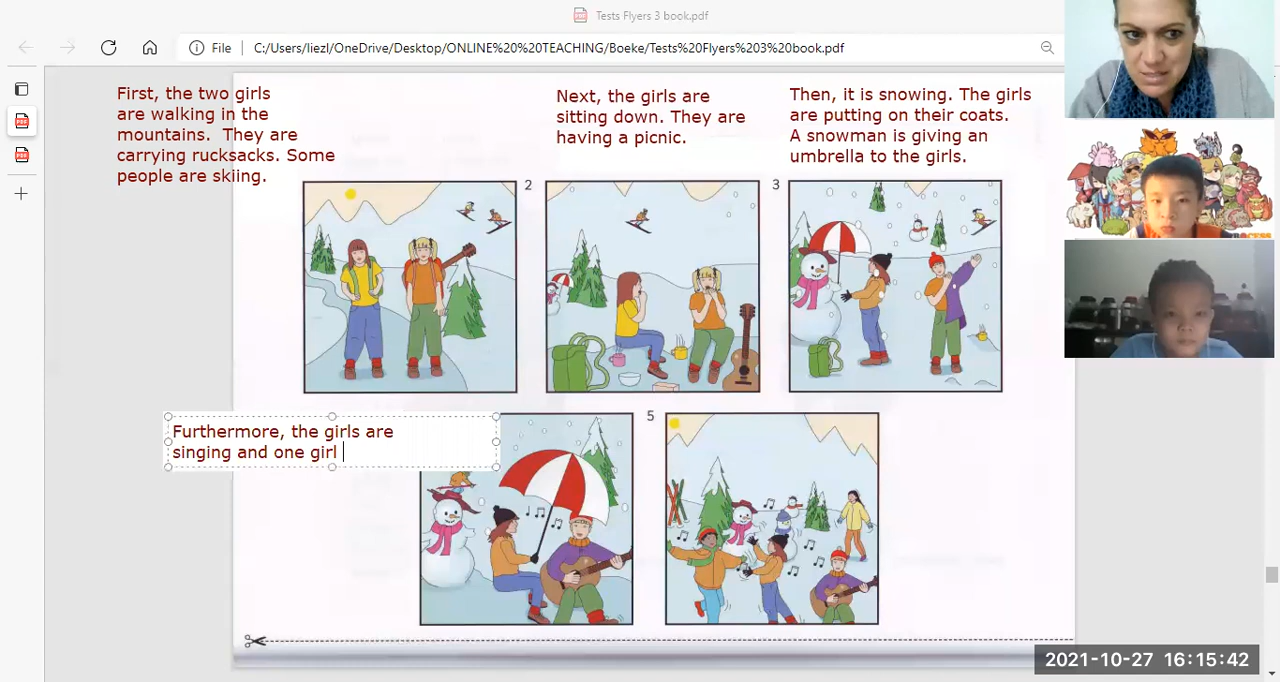 Tests Flyers 3 book.pdf
File
C:/Users/liezl/OneDrive/Desktop/ONLINE%20%20TEACHING/Boeke/Tests%20Flyers%203%20book.pdf
First, the two girls
are walking in the
mountains. They are
carrying rucksacks. Some
people are skiing.
Next, the girls are
sitting down. They are
having a picnic.
Then, it is snowing. The girls
are putting on their coats.
A snowman is giving an
umbrella to the girls.
2
3
Furthermore, the girls are
singing and one girl
5
2021-10-27 16:15:42